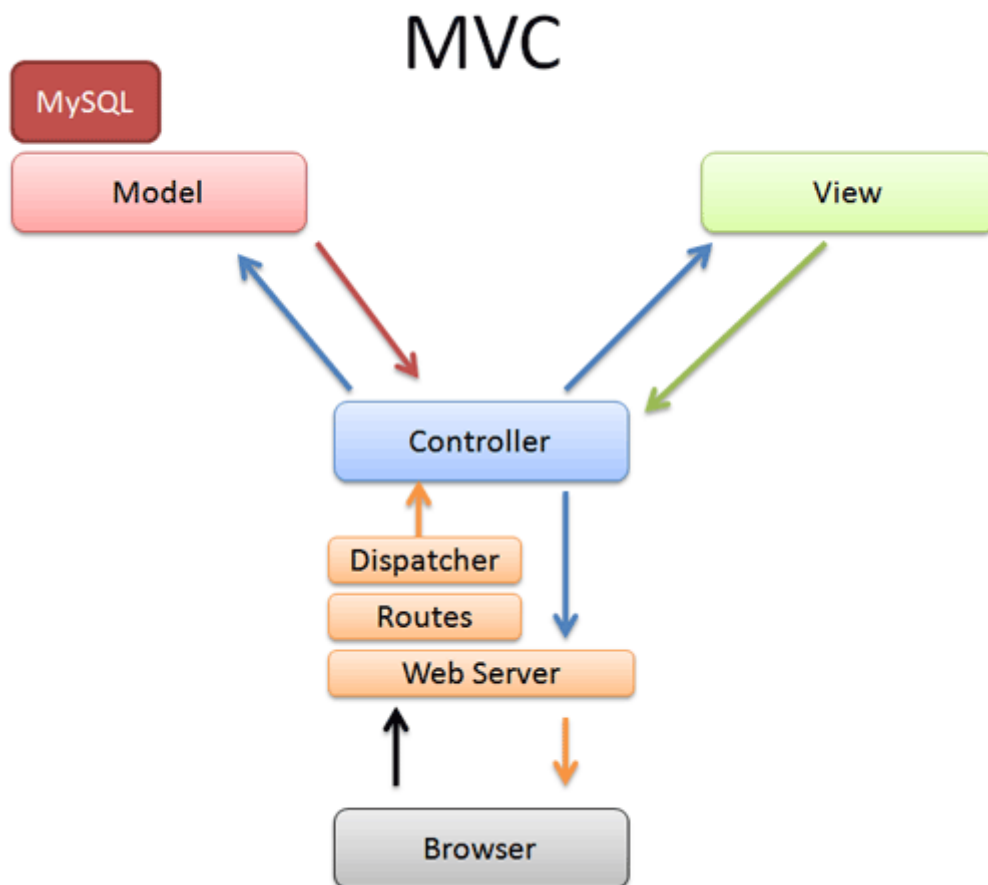 MVC
MySQL
Model
View
Controller
Dispatcher
Routes
Web Server
Browser